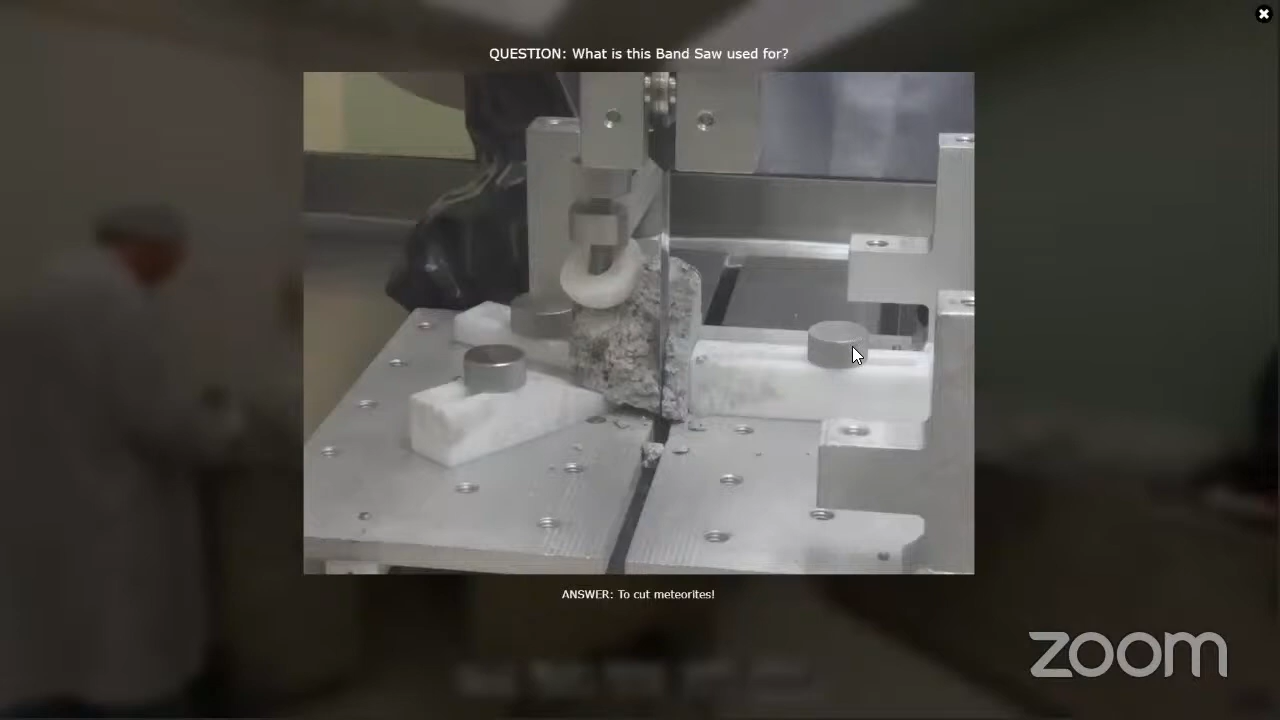 QUESTION: What is this Band Saw used for?
ANSWER: To cut meteorites!
zoom